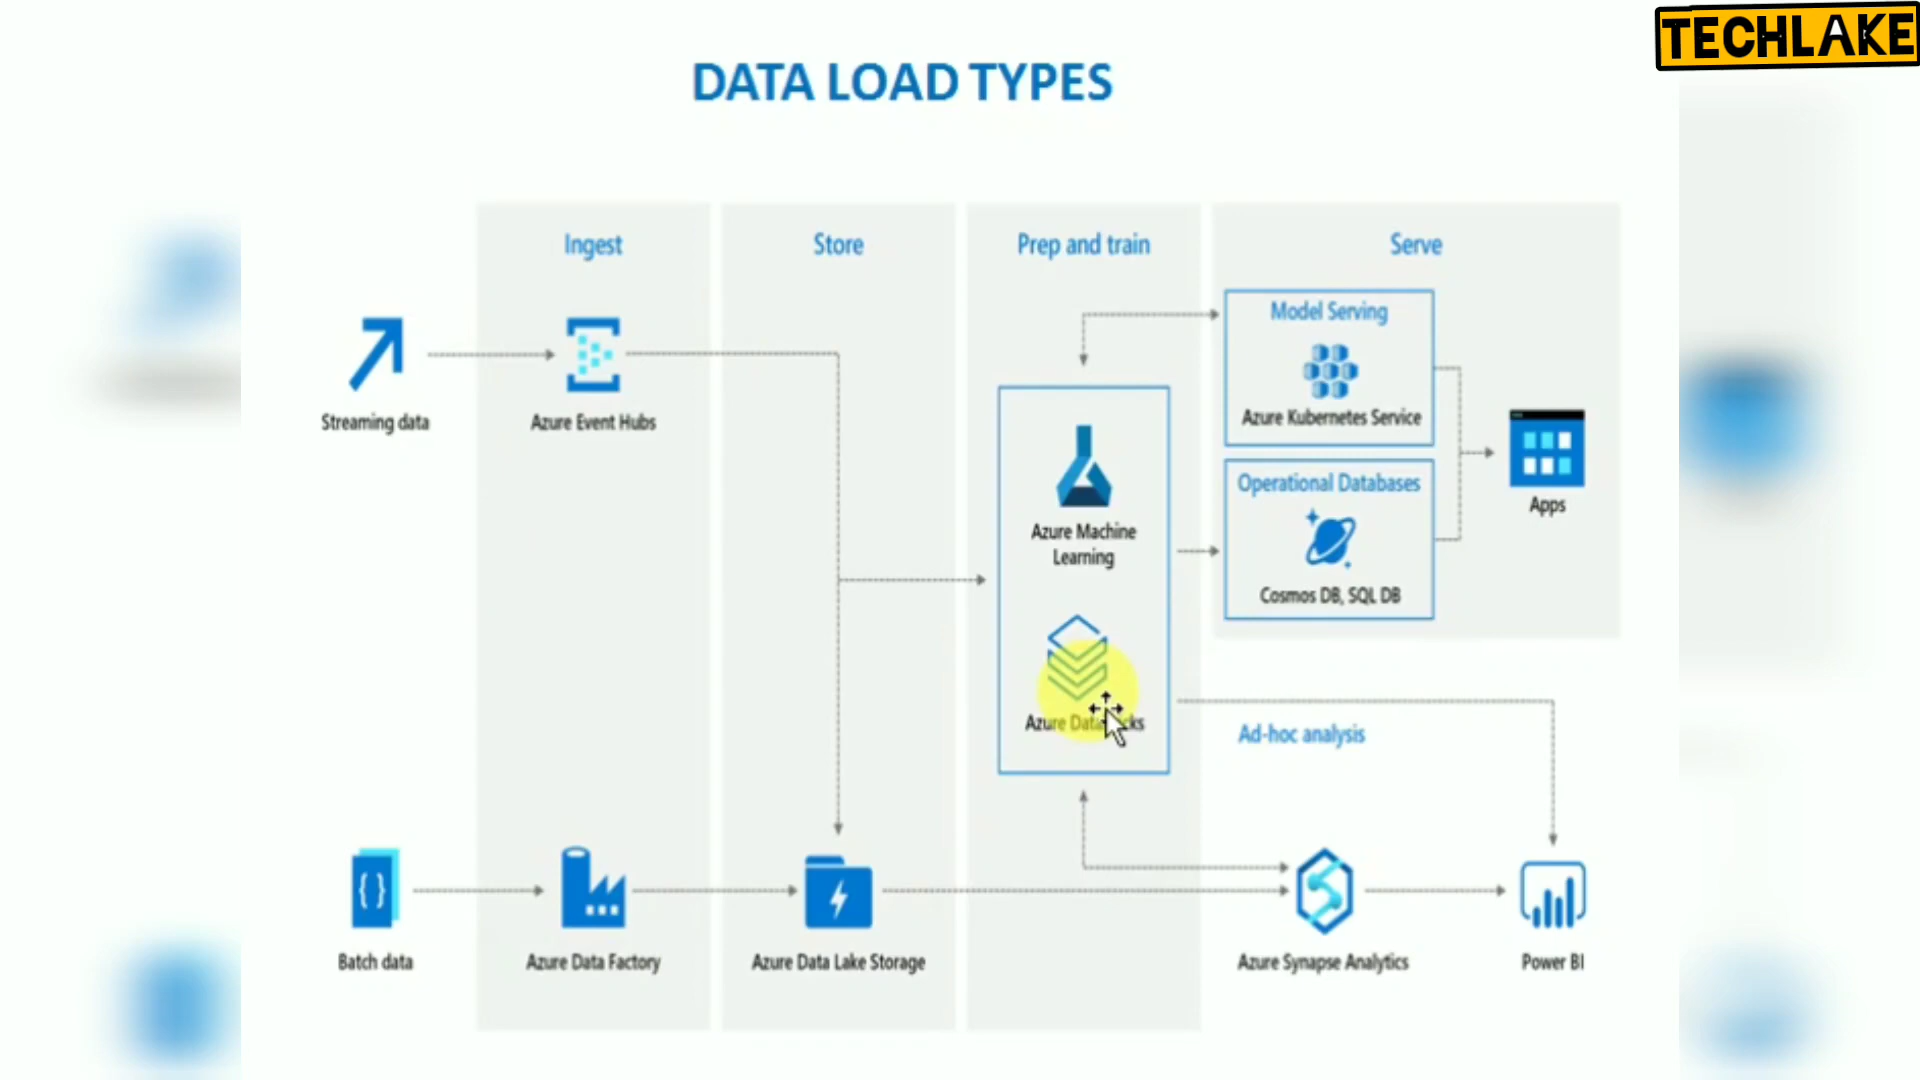 TECHLAKE
DATA LOAD TYPES
Ingest
Store
Prep and train
Serve
Model Serving
Azure Kubernetes Service
Streaming data
Azure Event Hubs
Operational Databases
Cosmos DB, SQL DB
Apps
Azure Machine
Learning
Azure
Ad-hoc analysis
Batch data
Azure Data Factory
Azure Data Lake Storage
Azure Synapse Analytics
Power BI